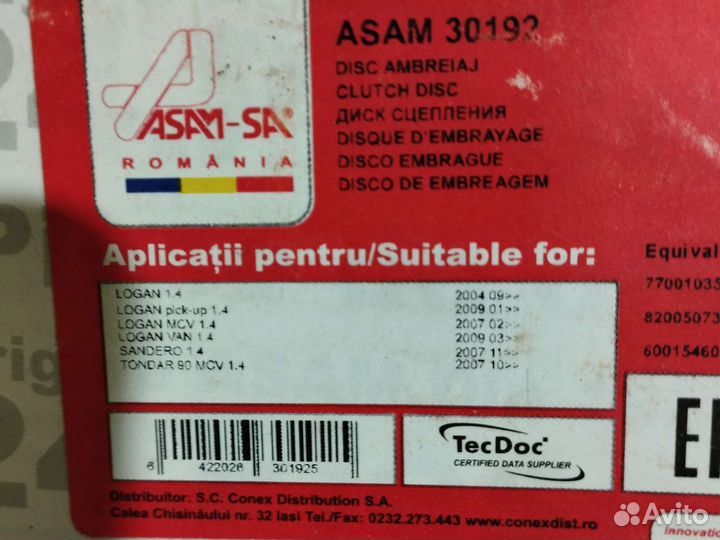 ASAM 30192
DISC AMBREIAJ
CLUTCH DISC
ДИСК СЦЕПЛЕНИЯ
DISQUE D'EMBRAYAGE
DISCO EMBRAGUE
DISCO DE EMBREAGEM
ASAM-SA®
ROMÂNIA
Aplicații pentru/Suitable for:
LOGAN 1.4 2004.09>>
LOGAN pick-up 1.4 2009.01>>
LOGAN MCV 1.4 2007.02>>
LOGAN VAN 1.4 2009.03>>
SANDERO 1.4 2007.11>>
TONDAR 90 MCV 1.4 2007.10>>
Equival
77001035
82005073
60015460
6 422026 301925
TecDoc
CERTIFIED DATA SUPPLIER
Distribuitor: S.C. Conex Distribution S.A.
Calea Chisinăului nr. 32 Iasi Tel./Fax: 0232.273.443 www.conexdist.ro
Innovation
Avito